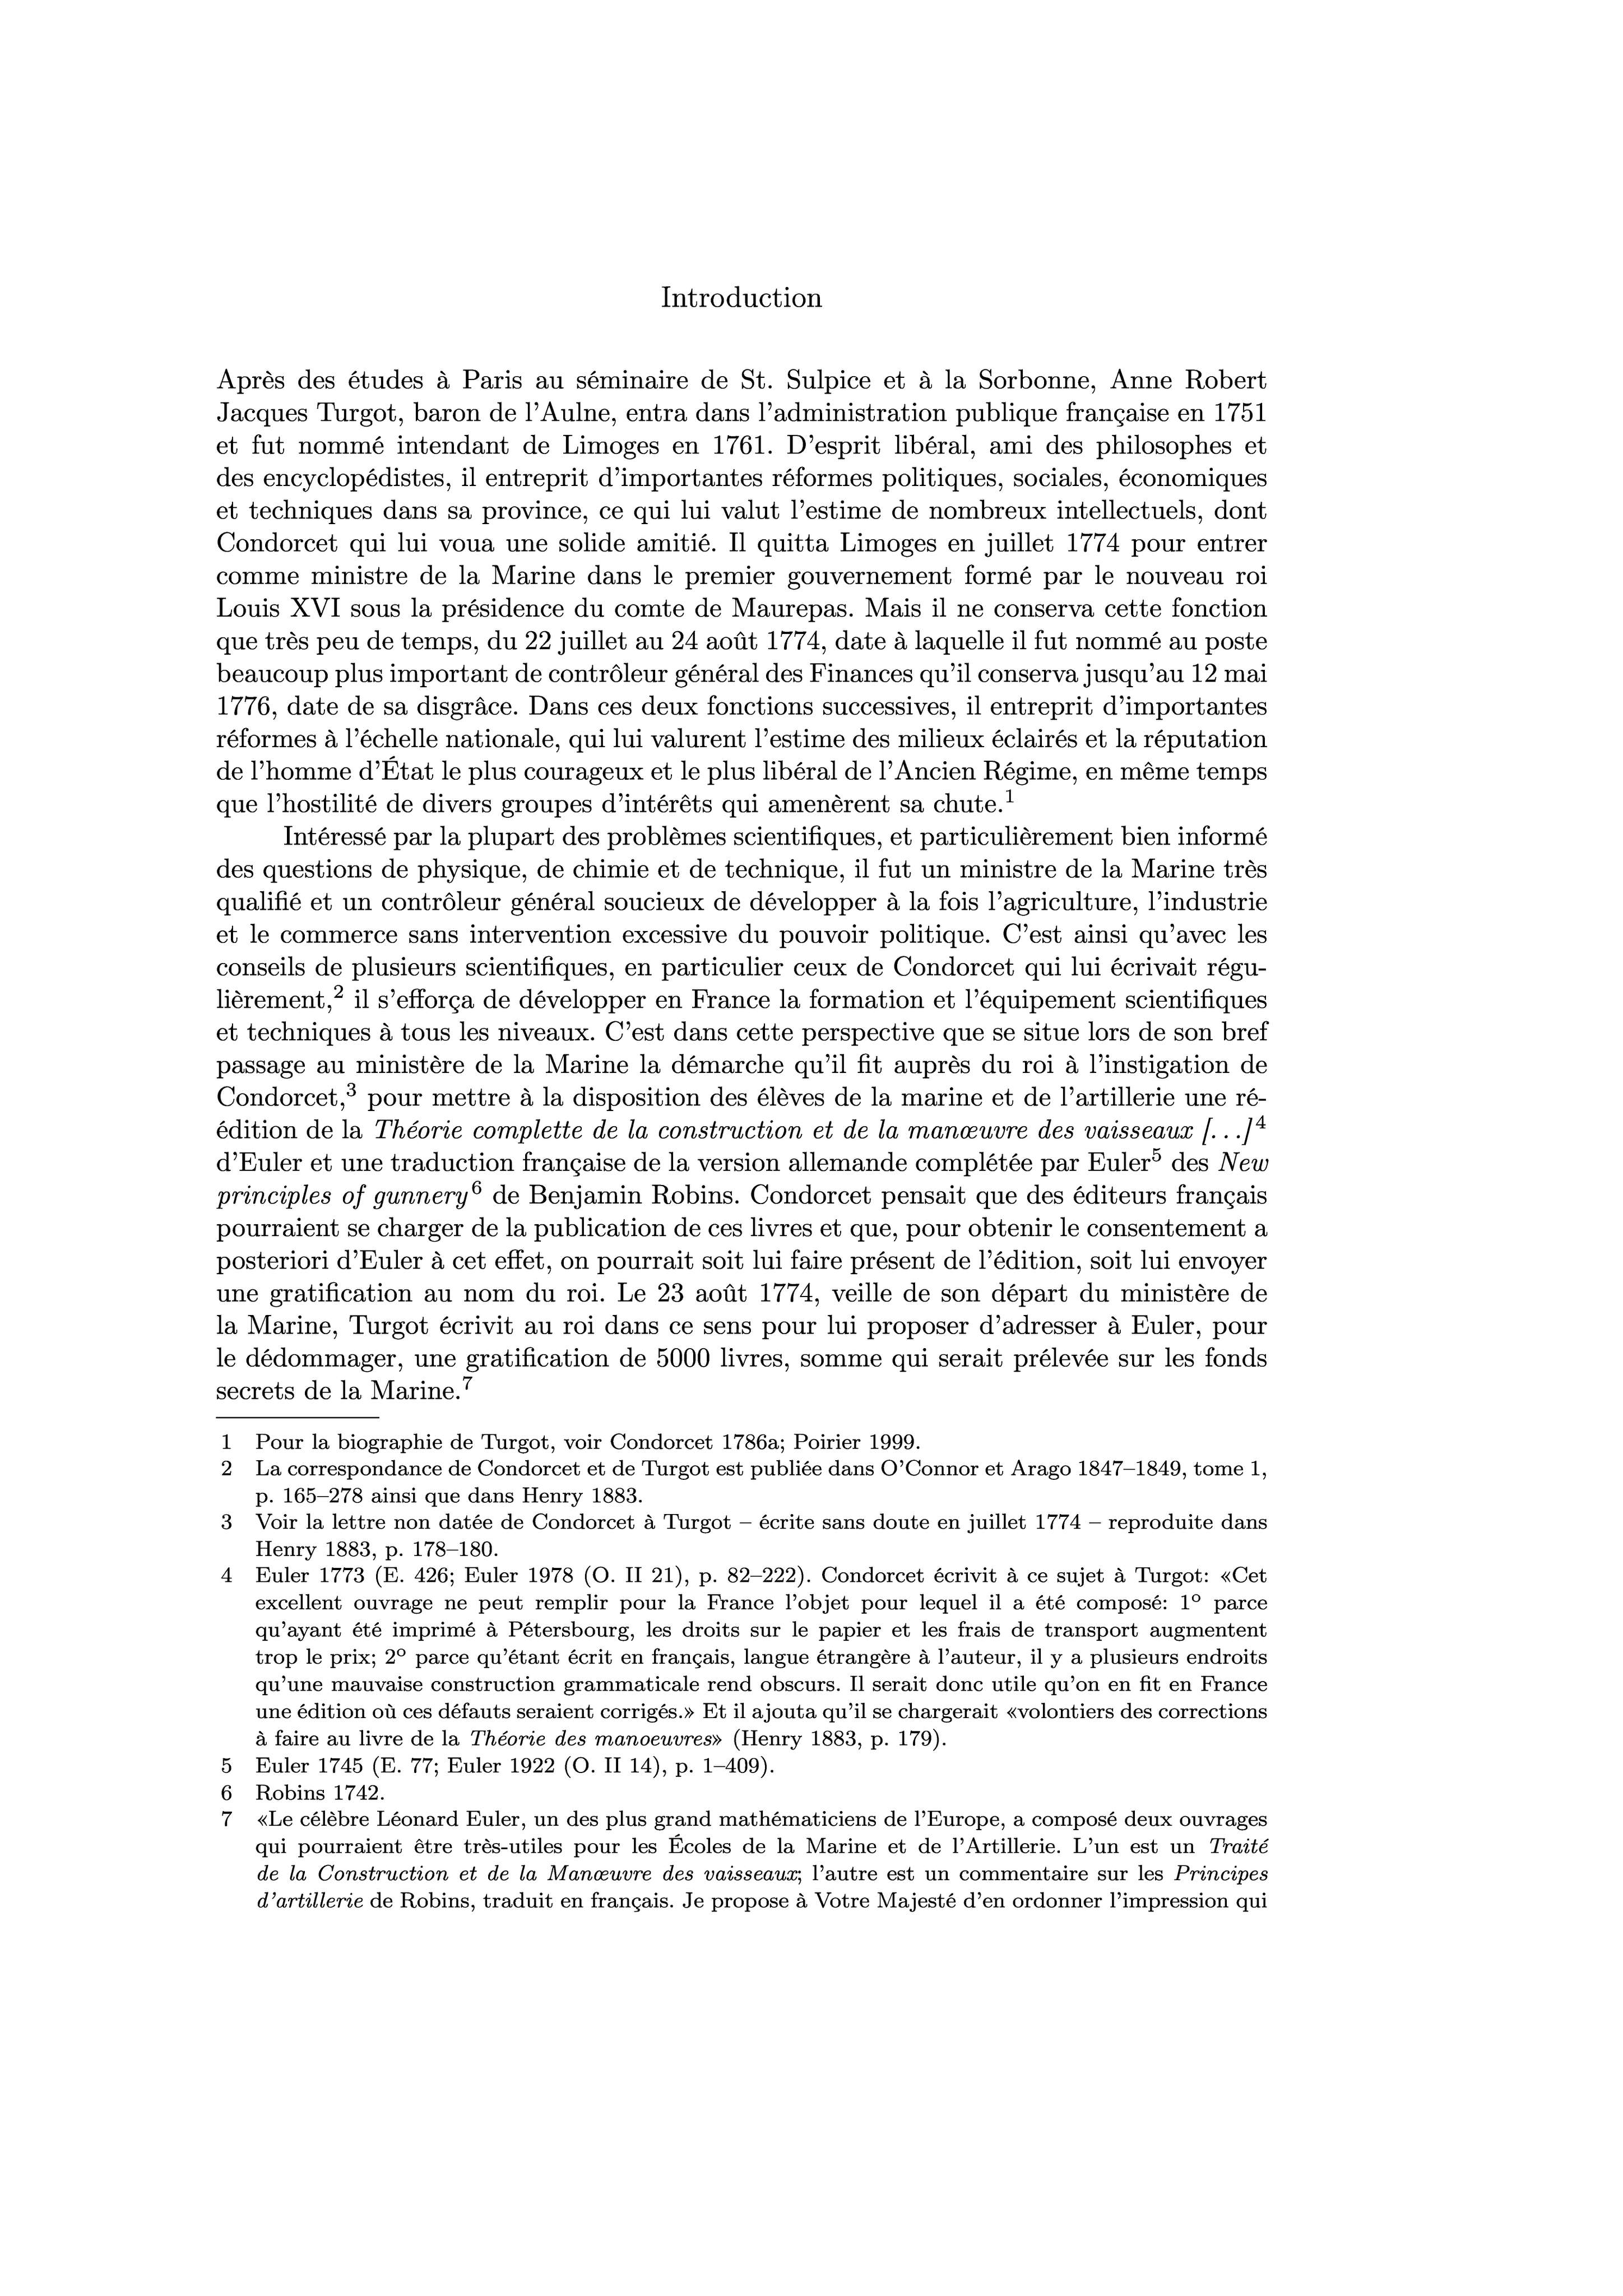 Introduction
Après des études à Paris au séminaire de St. Sulpice et à la Sorbonne, Anne Robert
Jacques Turgot, baron de l'Aulne, entra dans l'administration publique française en 1751
et fut nommé intendant de Limoges en 1761. D'esprit libéral, ami des philosophes et
des encyclopédistes, il entreprit d'importantes réformes politiques, sociales, économiques
et techniques dans sa province, ce qui lui valut l'estime de nombreux intellectuels, dont
Condorcet qui lui voua une solide amitié. Il quitta Limoges en juillet 1774 pour entrer
comme ministre de la Marine dans le premier gouvernement formé par le nouveau roi
Louis XVI sous la présidence du comte de Maurepas. Mais il ne conserva cette fonction
que très peu de temps, du 22 juillet au 24 août 1774, date à laquelle il fut nommé au poste
beaucoup plus important de contrôleur général des Finances qu'il conserva jusqu'au 12 mai
1776, date de sa disgrâce. Dans ces deux fonctions successives, il entreprit d'importantes
réformes à l'échelle nationale, qui lui valurent l'estime des milieux éclairés et la réputation
de l'homme d'État le plus courageux et le plus libéral de l'Ancien Régime, en même temps
que l'hostilité de divers groupes d'intérêts qui amenèrent sa chute.¹
Intéressé par la plupart des problèmes scientifiques, et particulièrement bien informé
des questions de physique, de chimie et de technique, il fut un ministre de la Marine très
qualifié et un contrôleur général soucieux de développer à la fois l'agriculture, l'industrie
et le commerce sans intervention excessive du pouvoir politique. C'est ainsi qu'avec les
conseils de plusieurs scientifiques, en particulier ceux de Condorcet qui lui écrivait régu-
lièrement,² il s'efforça de développer en France la formation et l'équipement scientifiques
et techniques à tous les niveaux. C'est dans cette perspective que se situe lors de son bref
passage au ministère de la Marine la démarche qu'il fit auprès du roi à l'instigation de
Condorcet,³ pour mettre à la disposition des élèves de la marine et de l'artillerie une ré-
édition de la Théorie complette de la construction et de la manœuvre des vaisseaux [...]⁴
d'Euler et une traduction française de la version allemande complétée par Euler⁵ des New
principles of gunnery⁶ de Benjamin Robins. Condorcet pensait que des éditeurs français
pourraient se charger de la publication de ces livres et que, pour obtenir le consentement a
posteriori d'Euler à cet effet, on pourrait soit lui faire présent de l'édition, soit lui envoyer
une gratification au nom du roi. Le 23 août 1774, veille de son départ du ministère de
la Marine, Turgot écrivit au roi dans ce sens pour lui proposer d'adresser à Euler, pour
le dédommager, une gratification de 5000 livres, somme qui serait prélevée sur les fonds
secrets de la Marine.⁷
1 Pour la biographie de Turgot, voir Condorcet 1786a; Poirier 1999.
2 La correspondance de Condorcet et de Turgot est publiée dans O'Connor et Arago 1847–1849, tome 1,
p. 165–278 ainsi que dans Henry 1883.
3 Voir la lettre non datée de Condorcet à Turgot – écrite sans doute en juillet 1774 – reproduite dans
Henry 1883, p. 178–180.
4 Euler 1773 (E. 426; Euler 1978 (O. II 21), p. 82–222). Condorcet écrivit à ce sujet à Turgot: «Cet
excellent ouvrage ne peut remplir pour la France l'objet pour lequel il a été composé: 1º parce
qu'ayant été imprimé à Pétersbourg, les droits sur le papier et les frais de transport augmentent
trop le prix; 2º parce qu'étant écrit en français, langue étrangère à l'auteur, il y a plusieurs endroits
qu'une mauvaise construction grammaticale rend obscurs. Il serait donc utile qu'on en fit en France
une édition où ces défauts seraient corrigés.» Et il ajouta qu'il se chargerait «volontiers des corrections
à faire au livre de la Théorie des manoeuvres» (Henry 1883, p. 179).
5 Euler 1745 (E. 77; Euler 1922 (O. II 14), p. 1–409).
6 Robins 1742.
7 «Le célèbre Léonard Euler, un des plus grand mathématiciens de l'Europe, a composé deux ouvrages
qui pourraient être très-utiles pour les Écoles de la Marine et de l'Artillerie. L'un est un Traité
de la Construction et de la Manœuvre des vaisseaux; l'autre est un commentaire sur les Principes
d'artillerie de Robins, traduit en français. Je propose à Votre Majesté d'en ordonner l'impression qui